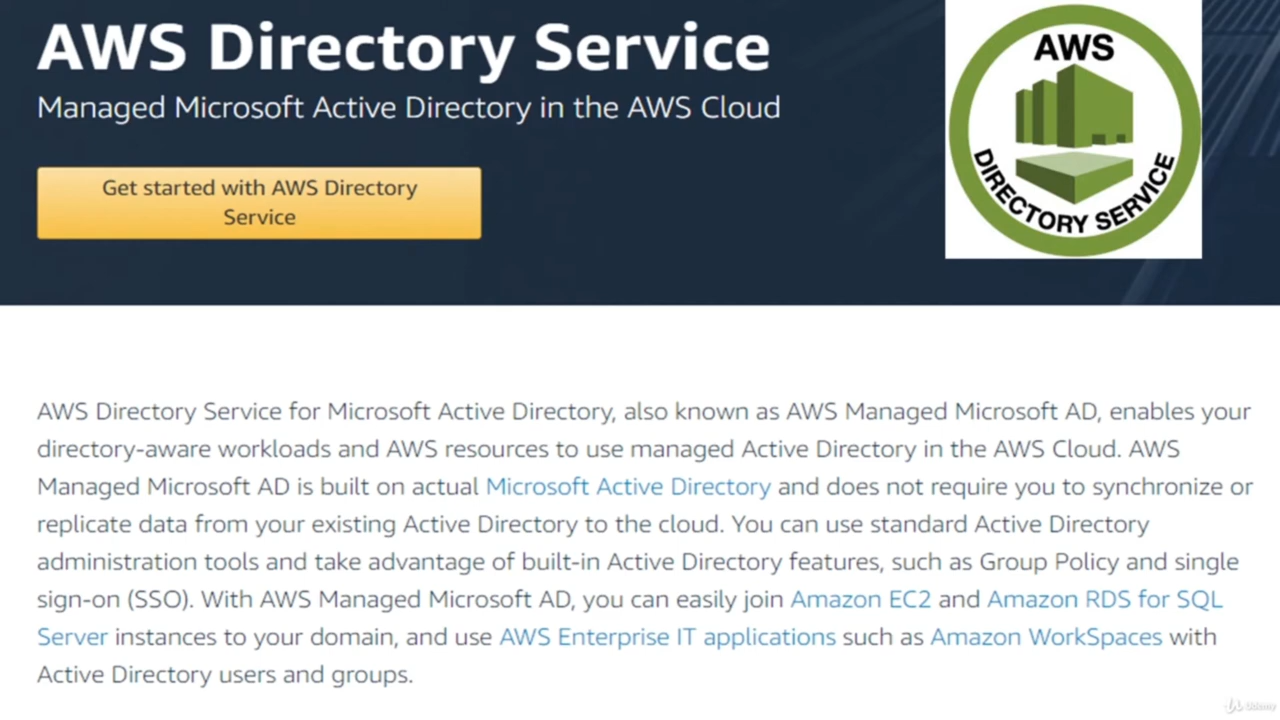 AWS Directory Service
Managed Microsoft Active Directory in the AWS Cloud
Get started with AWS Directory
Service
AWS
DIRECTORY SERVICE
AWS Directory Service for Microsoft Active Directory, also known as AWS Managed Microsoft AD, enables your
directory-aware workloads and AWS resources to use managed Active Directory in the AWS Cloud. AWS
Managed Microsoft AD is built on actual Microsoft Active Directory and does not require you to synchronize or
replicate data from your existing Active Directory to the cloud. You can use standard Active Directory
administration tools and take advantage of built-in Active Directory features, such as Group Policy and single
sign-on (SSO). With AWS Managed Microsoft AD, you can easily join Amazon EC2 and Amazon RDS for SQL
Server instances to your domain, and use AWS Enterprise IT applications such as Amazon WorkSpaces with
Active Directory users and groups.
Udemy